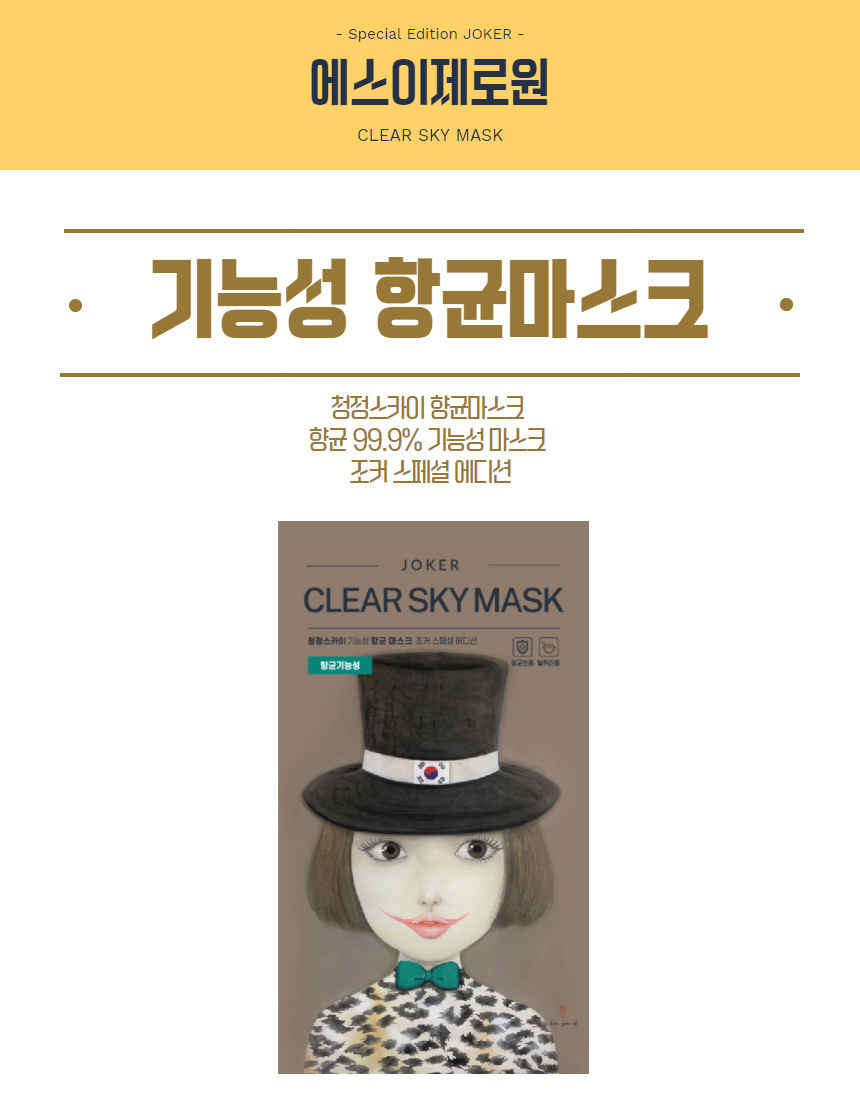 - Special Edition JOKER -
에스이제로원
CLEAR SKY MASK
기능성 항균마스크
청정스카이 향균마스크
향균 99.9% 기능성 마스크
조커 스페셜 에디션
JOKER
CLEAR SKY MASK
청정스카이 기능성 항균 마스크 조커 스페셜 에디션
항균인증 탈취인증
항균기능성